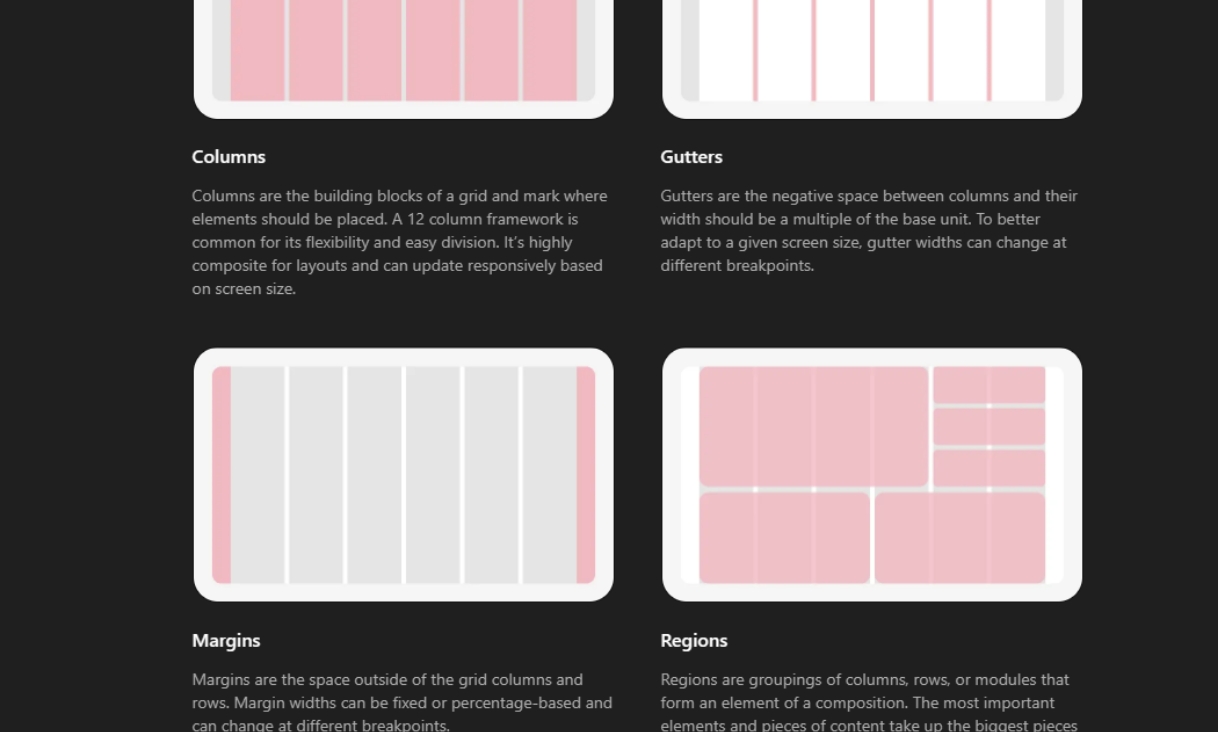 Columns
Columns are the building blocks of a grid and mark where
elements should be placed. A 12 column framework is
common for its flexibility and easy division. It’s highly
composite for layouts and can update responsively based
on screen size.
Gutters
Gutters are the negative space between columns and their
width should be a multiple of the base unit. To better
adapt to a given screen size, gutter widths can change at
different breakpoints.
Margins
Margins are the space outside of the grid columns and
rows. Margin widths can be fixed or percentage-based and
can change at different breakpoints.
Regions
Regions are groupings of columns, rows, or modules that
form an element of a composition. The most important
elements and pieces of content take up the biggest pieces